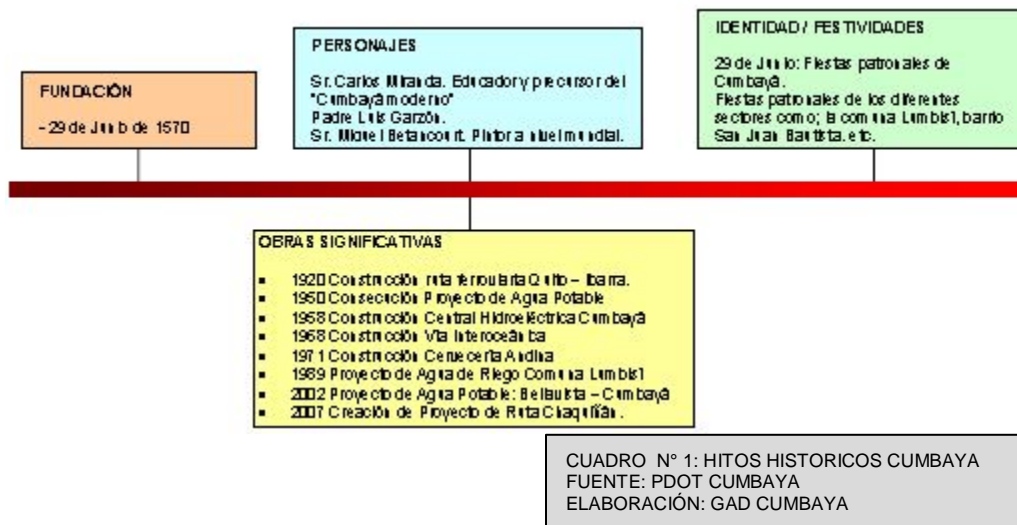 FUNDACIÓN
- 29 de Junio de 1570
PERSONAJES
Sr. Carlos Miranda. Educador y precursor del
"Cumbayá moderno"
Padre Luis Garzón.
Sr. Miguel Betancourt. Pintor a nivel mundial.
IDENTIDAD / FESTIVIDADES
29 de Junio: Fiestas patronales de
Cumbayá.
Fiestas patronales de los diferentes
sectores como; la comuna Lumbisí, barrio
San Juan Bautista. etc.
OBRAS SIGNIFICATIVAS
▪ 1920 Construcción ruta ferroviaria Quito – Ibarra.
▪ 1950 Consecución Proyecto de Agua Potable
▪ 1958 Construcción Central Hidroeléctrica Cumbayá
▪ 1968 Construcción Vía Interoceánica
▪ 1971 Construcción Cervecería Andina
▪ 1989 Proyecto de Agua de Riego Comuna Lumbisí
▪ 2002 Proyecto de Agua Potable: Bellavista – Cumbayá
▪ 2007 Creación de Proyecto de Ruta Chaquiñán.
CUADRO N° 1: HITOS HISTORICOS CUMBAYA
FUENTE: PDOT CUMBAYA
ELABORACIÓN: GAD CUMBAYA